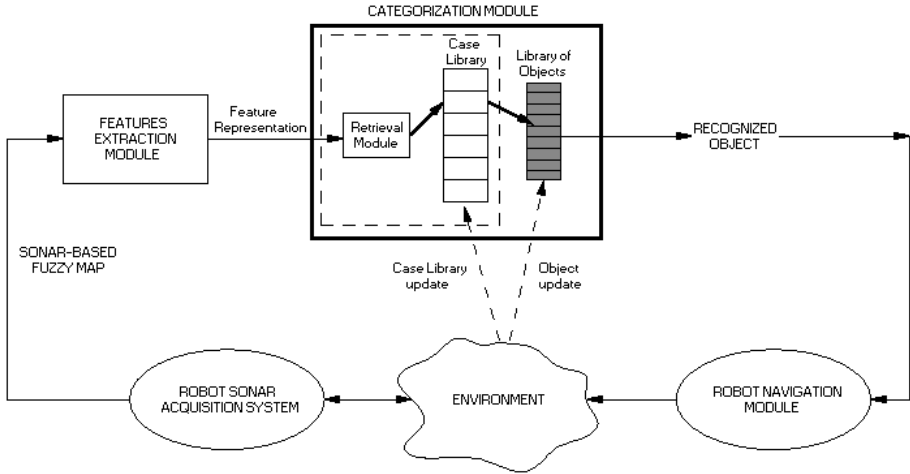 CATEGORIZATION MODULE
Case
Library
Library of
Objects
FEATURES
EXTRACTION
MODULE
Feature
Representation
Retrieval
Module
RECOGNIZED
OBJECT
SONAR-BASED
FUZZY MAP
Case Library
update
Object
update
ROBOT SONAR
ACQUISITION SYSTEM
ENVIRONMENT
ROBOT NAVIGATION
MODULE